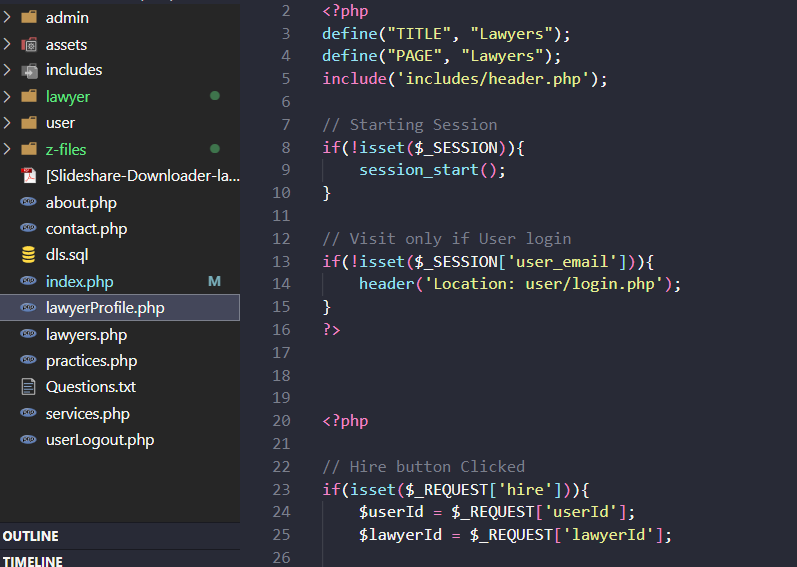 admin
assets
includes
lawyer
user
z-files
[Slideshare-Downloader-la...
about.php
contact.php
dls.sql
index.php M
lawyerProfile.php
lawyers.php
practices.php
Questions.txt
services.php
userLogout.php
OUTLINE
TIMELINE
2 <?php
3 define("TITLE", "Lawyers");
4 define("PAGE", "Lawyers");
5 include('includes/header.php');
6
7 // Starting Session
8 if(!isset($_SESSION)){
9 session_start();
10 }
11
12 // Visit only if User login
13 if(!isset($_SESSION['user_email'])){
14 header('Location: user/login.php');
15 }
16 ?>
17
18
19
20 <?php
21
22 // Hire button Clicked
23 if(isset($_REQUEST['hire'])){
24 $userId = $_REQUEST['userId'];
25 $lawyerId = $_REQUEST['lawyerId'];
26